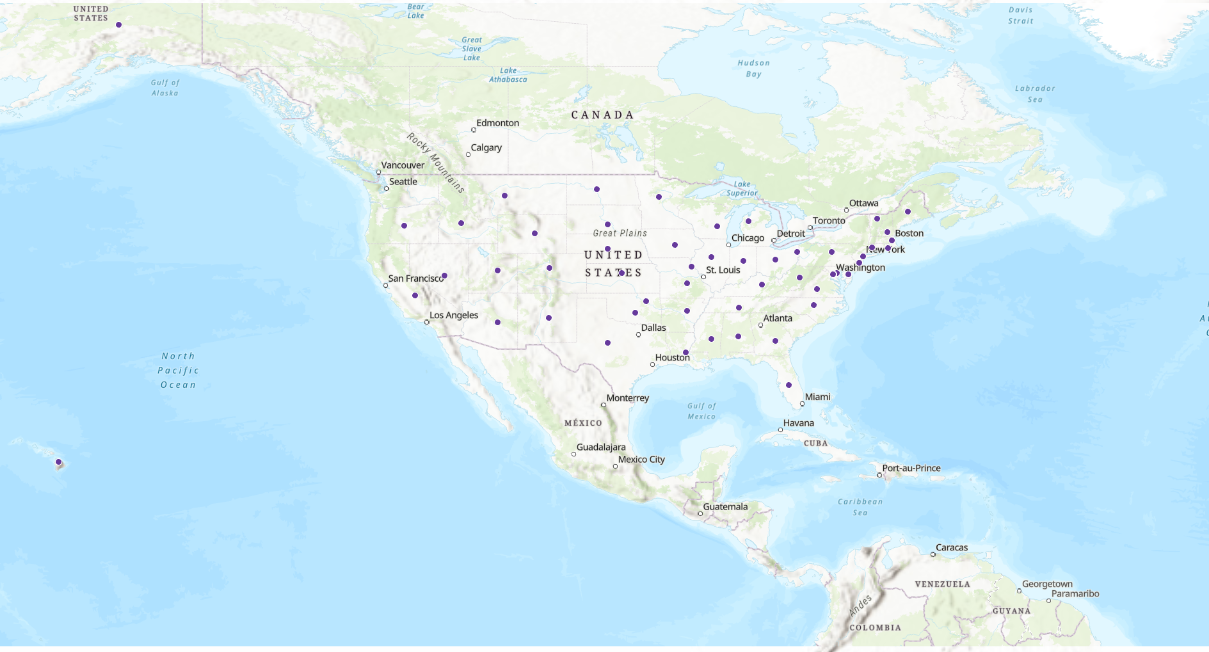 UNITED
STATES
Bear
Lake
Davis
Strait
Great
Slave
Lake
Hudson
Bay
Lake
Athabasca
Gulf of
Alaska
Labrador
Sea
CANADA
Edmonton
Rocky Mountains
Calgary
Vancouver
Seattle
Lake
Superior
Ottawa
Toronto
Great Plains
Chicago
Detroit
Boston
New York
UNITED
STATES
St. Louis
Washington
San Francisco
Los Angeles
Atlanta
Dallas
Houston
North
Pacific
Ocean
Monterrey
Gulf of
Mexico
Miami
MÉXICO
Havana
CUBA
Guadalajara
Mexico City
Port-au-Prince
Guatemala
Caribbean
Sea
Caracas
VENEZUELA
Georgetown
Paramaribo
GUYANA
Andes
COLOMBIA